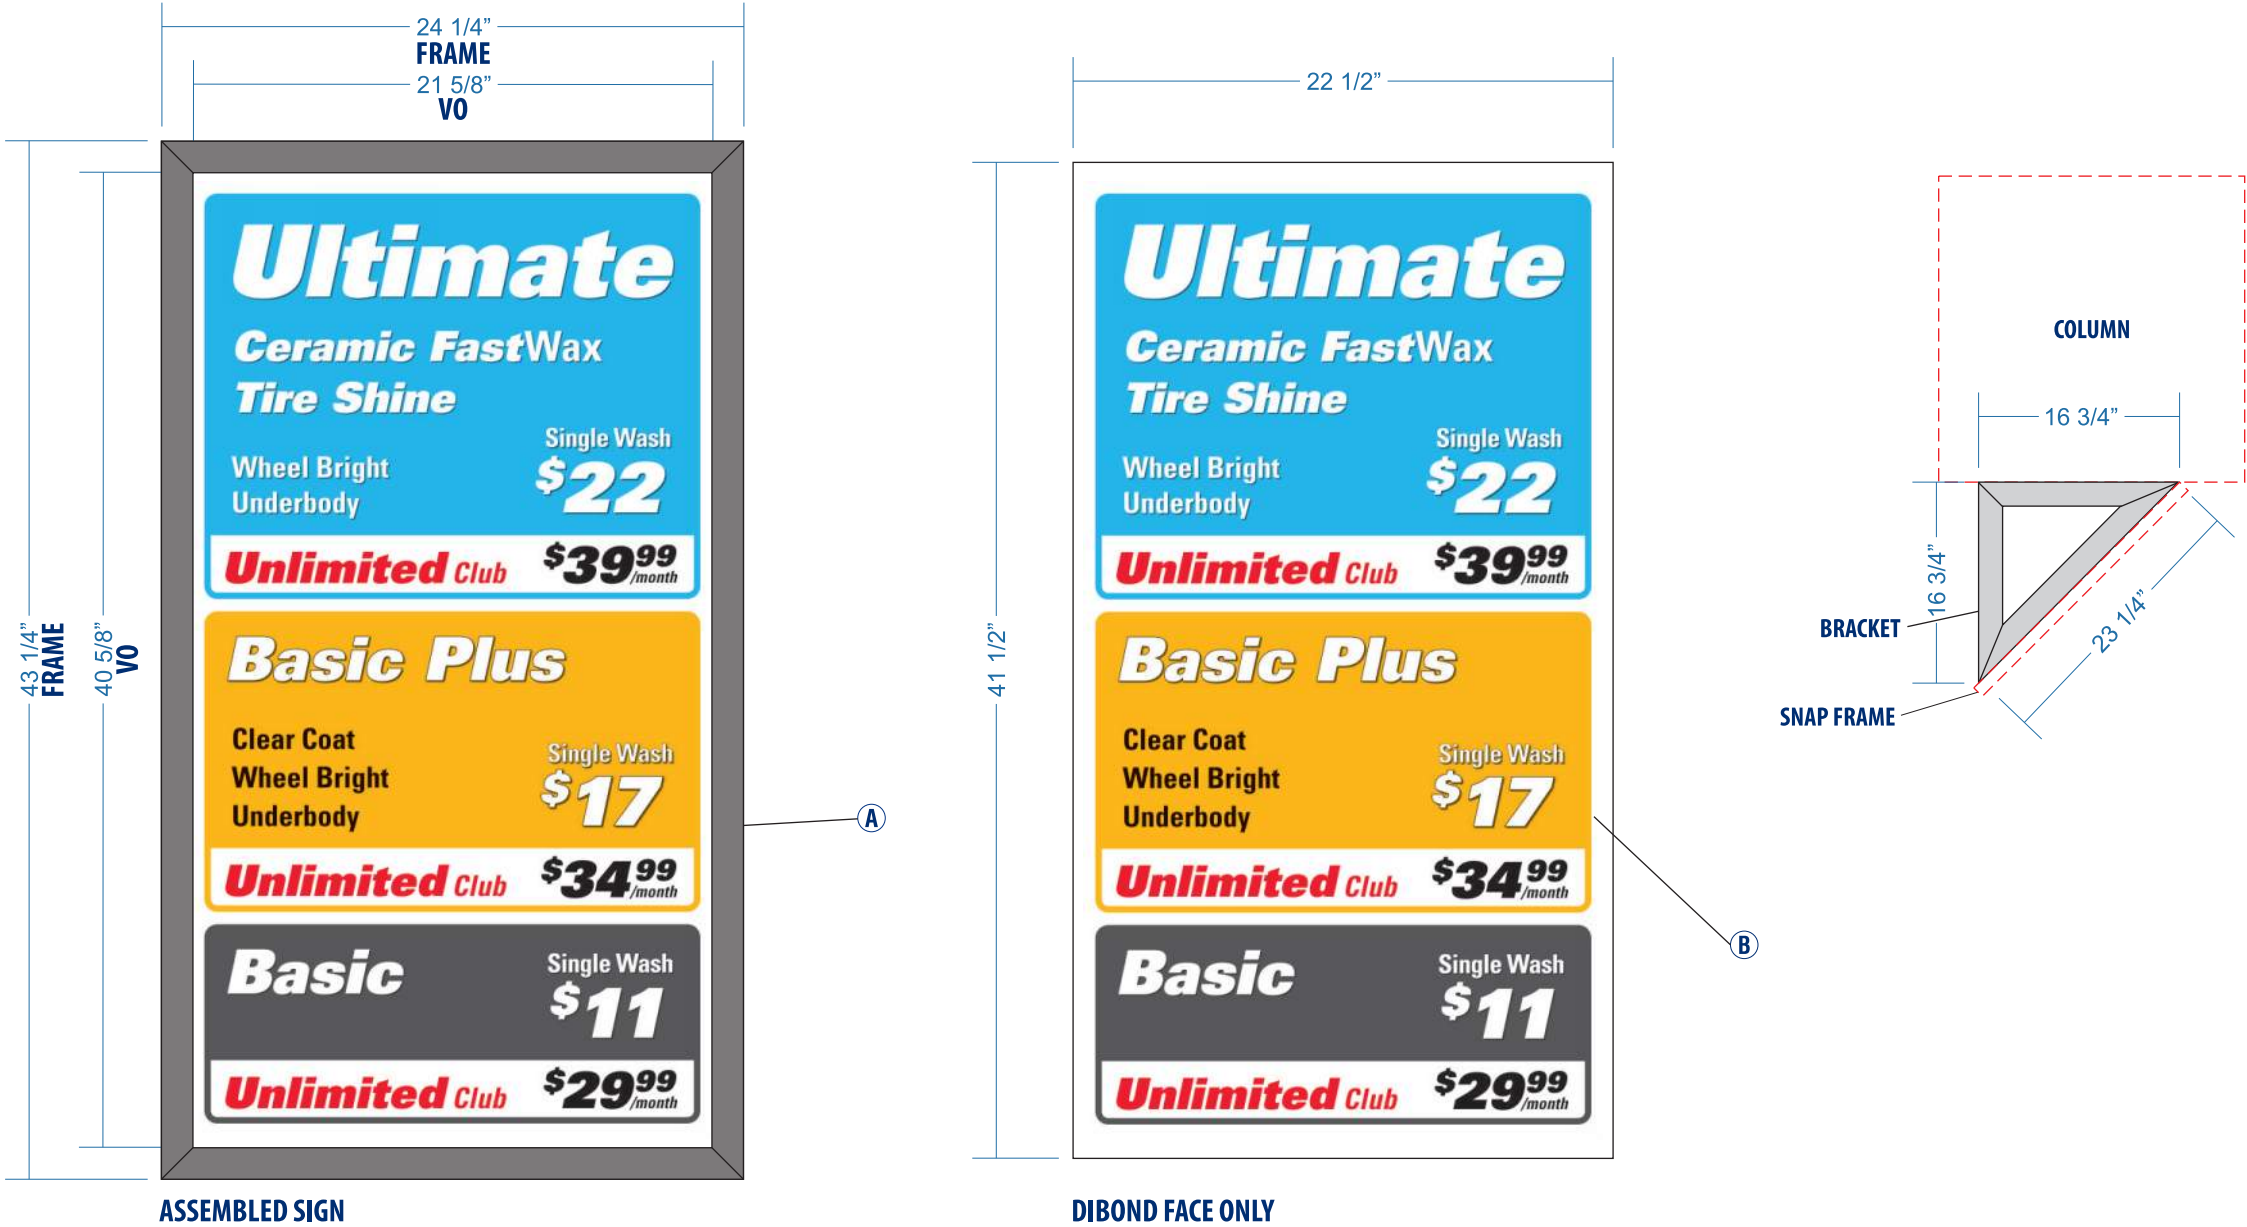 24 1/4”
FRAME
21 5/8”
VO
43 1/4”
FRAME
40 5/8”
VO
Ultimate
Ceramic FastWax
Tire Shine
Wheel Bright
Underbody
Single Wash
$22
Unlimited Club $39 99 /month
Basic Plus
Clear Coat
Wheel Bright
Underbody
Single Wash
$17
Unlimited Club $34 99 /month
Basic
Single Wash
$11
Unlimited Club $29 99 /month
A
ASSEMBLED SIGN
22 1/2”
41 1/2”
Ultimate
Ceramic FastWax
Tire Shine
Wheel Bright
Underbody
Single Wash
$22
Unlimited Club $39 99 /month
Basic Plus
Clear Coat
Wheel Bright
Underbody
Single Wash
$17
Unlimited Club $34 99 /month
Basic
Single Wash
$11
Unlimited Club $29 99 /month
B
DIBOND FACE ONLY
COLUMN
16 3/4”
16 3/4”
23 1/4”
BRACKET
SNAP FRAME